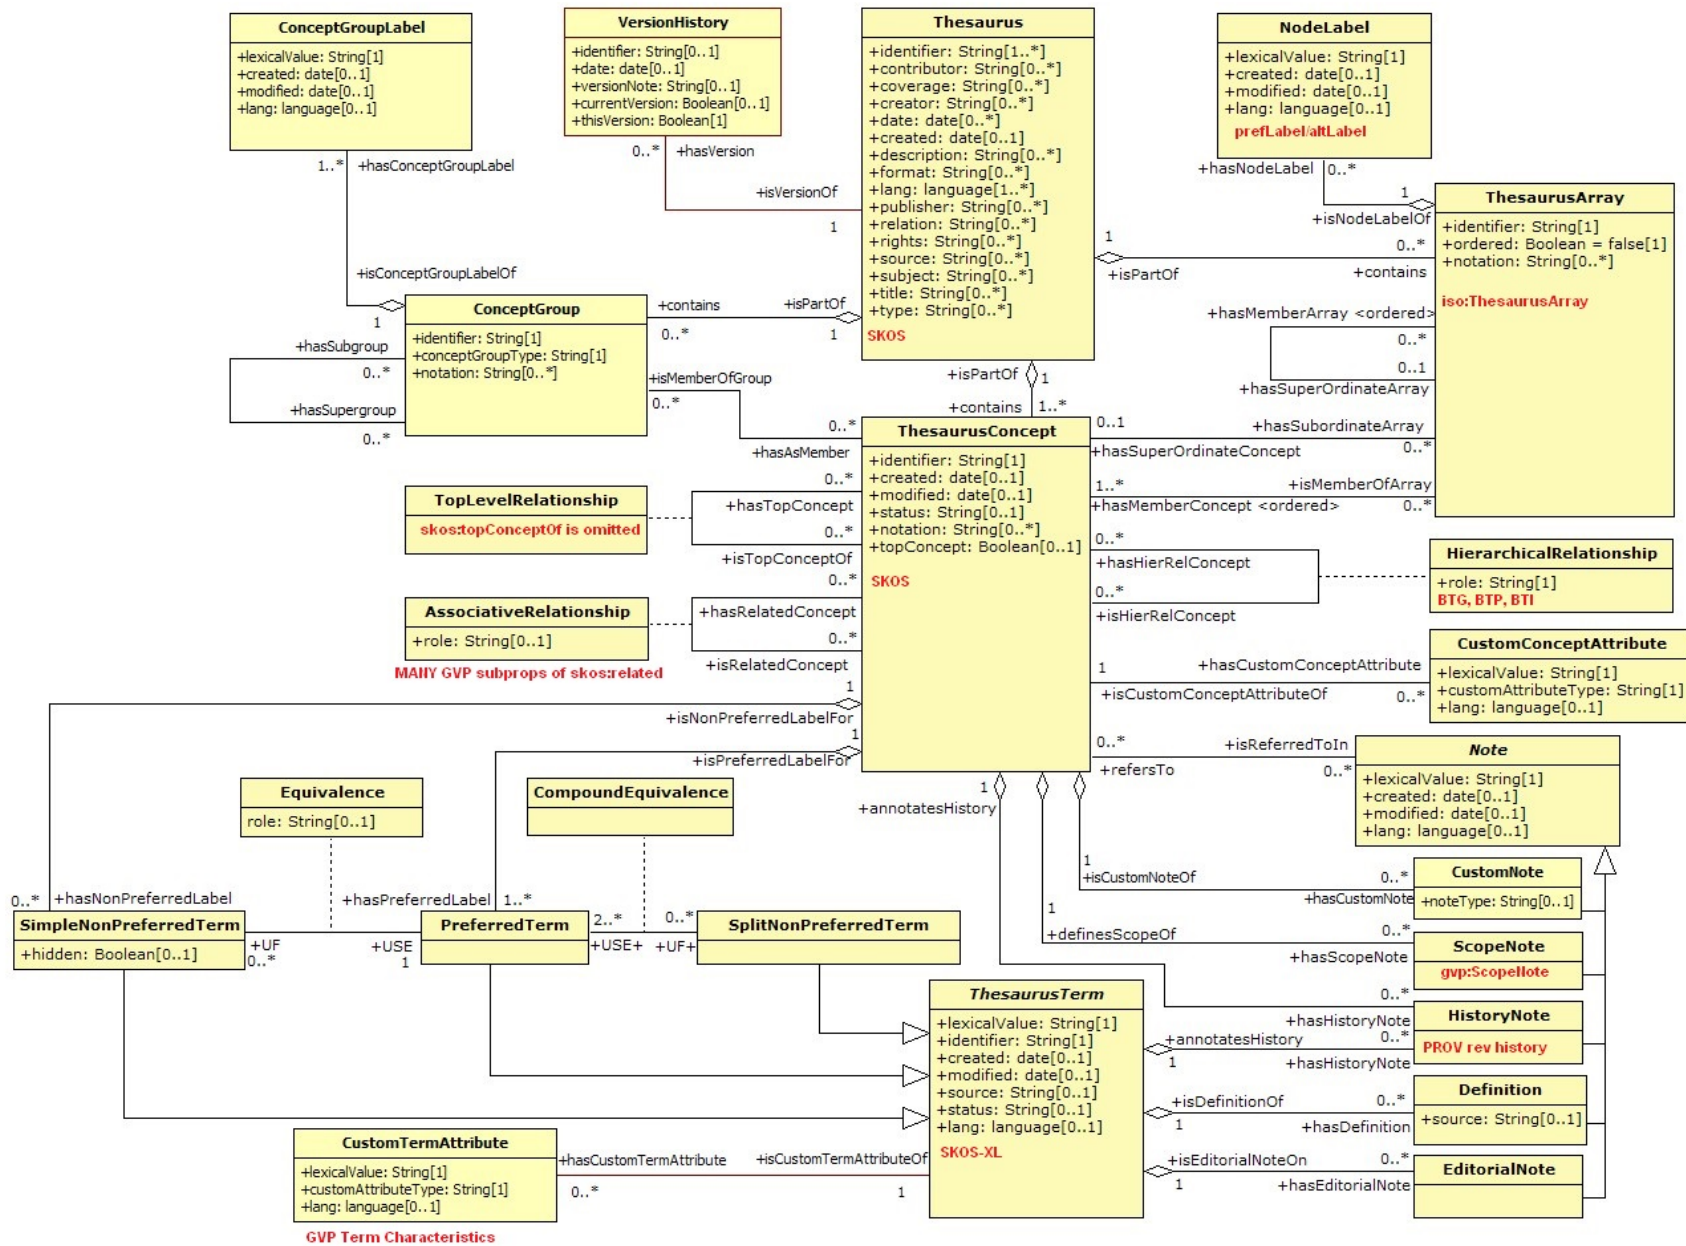 ConceptGroupLabel
+lexicalValue: String[1]
+created: date[0..1]
+modified: date[0..1]
+lang: language[0..1]
VersionHistory
+identifier: String[0..1]
+date: date[0..1]
+versionNote: String[0..1]
+currentVersion: Boolean[0..1]
+thisVersion: Boolean[1]
Thesaurus
+identifier: String[1..*]
+contributor: String[0..*]
+coverage: String[0..*]
+creator: String[0..*]
+date: date[0..*]
+created: date[0..1]
+modified: date[0..1]
+description: String[0..*]
+format: String[0..*]
+lang: language[1..*]
+publisher: String[0..*]
+relation: String[0..*]
+rights: String[0..*]
+source: String[0..*]
+subject: String[0..*]
+title: String[0..*]
+type: String[0..*]
SKOS
NodeLabel
+lexicalValue: String[1]
+created: date[0..1]
+modified: date[0..1]
+lang: language[0..1]
prefLabel/altLabel
1..*
+hasConceptGroupLabel
0..*
+hasVersion
+isVersionOf
1
+hasNodeLabel
0..*
1
+isNodeLabelOf
ThesaurusArray
+identifier: String[1]
+ordered: Boolean = false[1]
+notation: String[0..*]
iso:ThesaurusArray
1
+isPartOf
0..*
+contains
+isConceptGroupLabelOf
1
ConceptGroup
+identifier: String[1]
+conceptGroupType: String[1]
+notation: String[0..*]
+contains
0..*
+isPartOf
1
+hasSubgroup
0..*
+hasSupergroup
0..*
+hasMemberArray <ordered>
0..*
0..1
+hasSuperOrdinateArray
+isMemberOfGroup
0..*
0..*
+hasAsMember
+isPartOf
1
+contains
1..*
ThesaurusConcept
+identifier: String[1]
+created: date[0..1]
+modified: date[0..1]
+status: String[0..1]
+notation: String[0..*]
+topConcept: Boolean[0..1]
SKOS
0..1
+hasSubordinateArray
+hasSuperOrdinateConcept
0..*
1..*
+isMemberOfArray
+hasMemberConcept <ordered>
0..*
TopLevelRelationship
skos:topConceptOf is omitted
0..*
+hasTopConcept
0..*
+isTopConceptOf
0..*
+hasHierRelConcept
0..*
+isHierRelConcept
HierarchicalRelationship
+role: String[1]
BTG, BTP, BTI
AssociativeRelationship
+role: String[0..1]
MANY GVP subprops of skos:related
0..*
+hasRelatedConcept
0..*
+isRelatedConcept
1
+hasCustomConceptAttribute
+isCustomConceptAttributeOf
0..*
CustomConceptAttribute
+lexicalValue: String[1]
+customAttributeType: String[1]
+lang: language[0..1]
1
+isNonPreferredLabelFor
1
+isPreferredLabelFor
0..*
+isReferredToIn
+refersTo
0..*
Note
+lexicalValue: String[1]
+created: date[0..1]
+modified: date[0..1]
+lang: language[0..1]
Equivalence
role: String[0..1]
CompoundEquivalence
1
+annotatesHistory
1
+isCustomNoteOf
0..*
+hasCustomNote
CustomNote
+noteType: String[0..1]
0..*
+hasNonPreferredLabel
+hasPreferredLabel
1..*
SimpleNonPreferredTerm
+hidden: Boolean[0..1]
+UF
0..*
+USE
1
PreferredTerm
2..*
+USE+
0..*
+UF+
SplitNonPreferredTerm
1
+definesScopeOf
0..*
+hasScopeNote
ScopeNote
gvp:ScopeNote
ThesaurusTerm
+lexicalValue: String[1]
+identifier: String[1]
+created: date[0..1]
+modified: date[0..1]
+source: String[0..1]
+status: String[0..1]
+lang: language[0..1]
SKOS-XL
0..*
+hasHistoryNote
+annotatesHistory
0..*
1
+hasHistoryNote
HistoryNote
PROV rev history
+isDefinitionOf
0..*
1
+hasDefinition
Definition
+source: String[0..1]
+isEditorialNoteOn
0..*
1
+hasEditorialNote
EditorialNote
CustomTermAttribute
+lexicalValue: String[1]
+customAttributeType: String[1]
+lang: language[0..1]
GVP Term Characteristics
+hasCustomTermAttribute
0..*
+isCustomTermAttributeOf
1